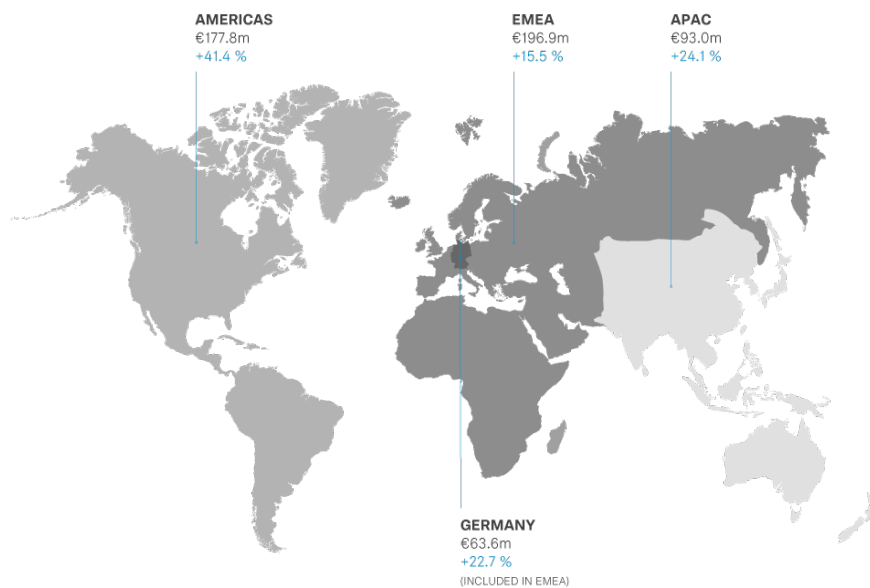 AMERICAS
€177.8m
+41.4 %
EMEA
€196.9m
+15.5 %
APAC
€93.0m
+24.1 %
GERMANY
€63.6m
+22.7 %
(INCLUDED IN EMEA)